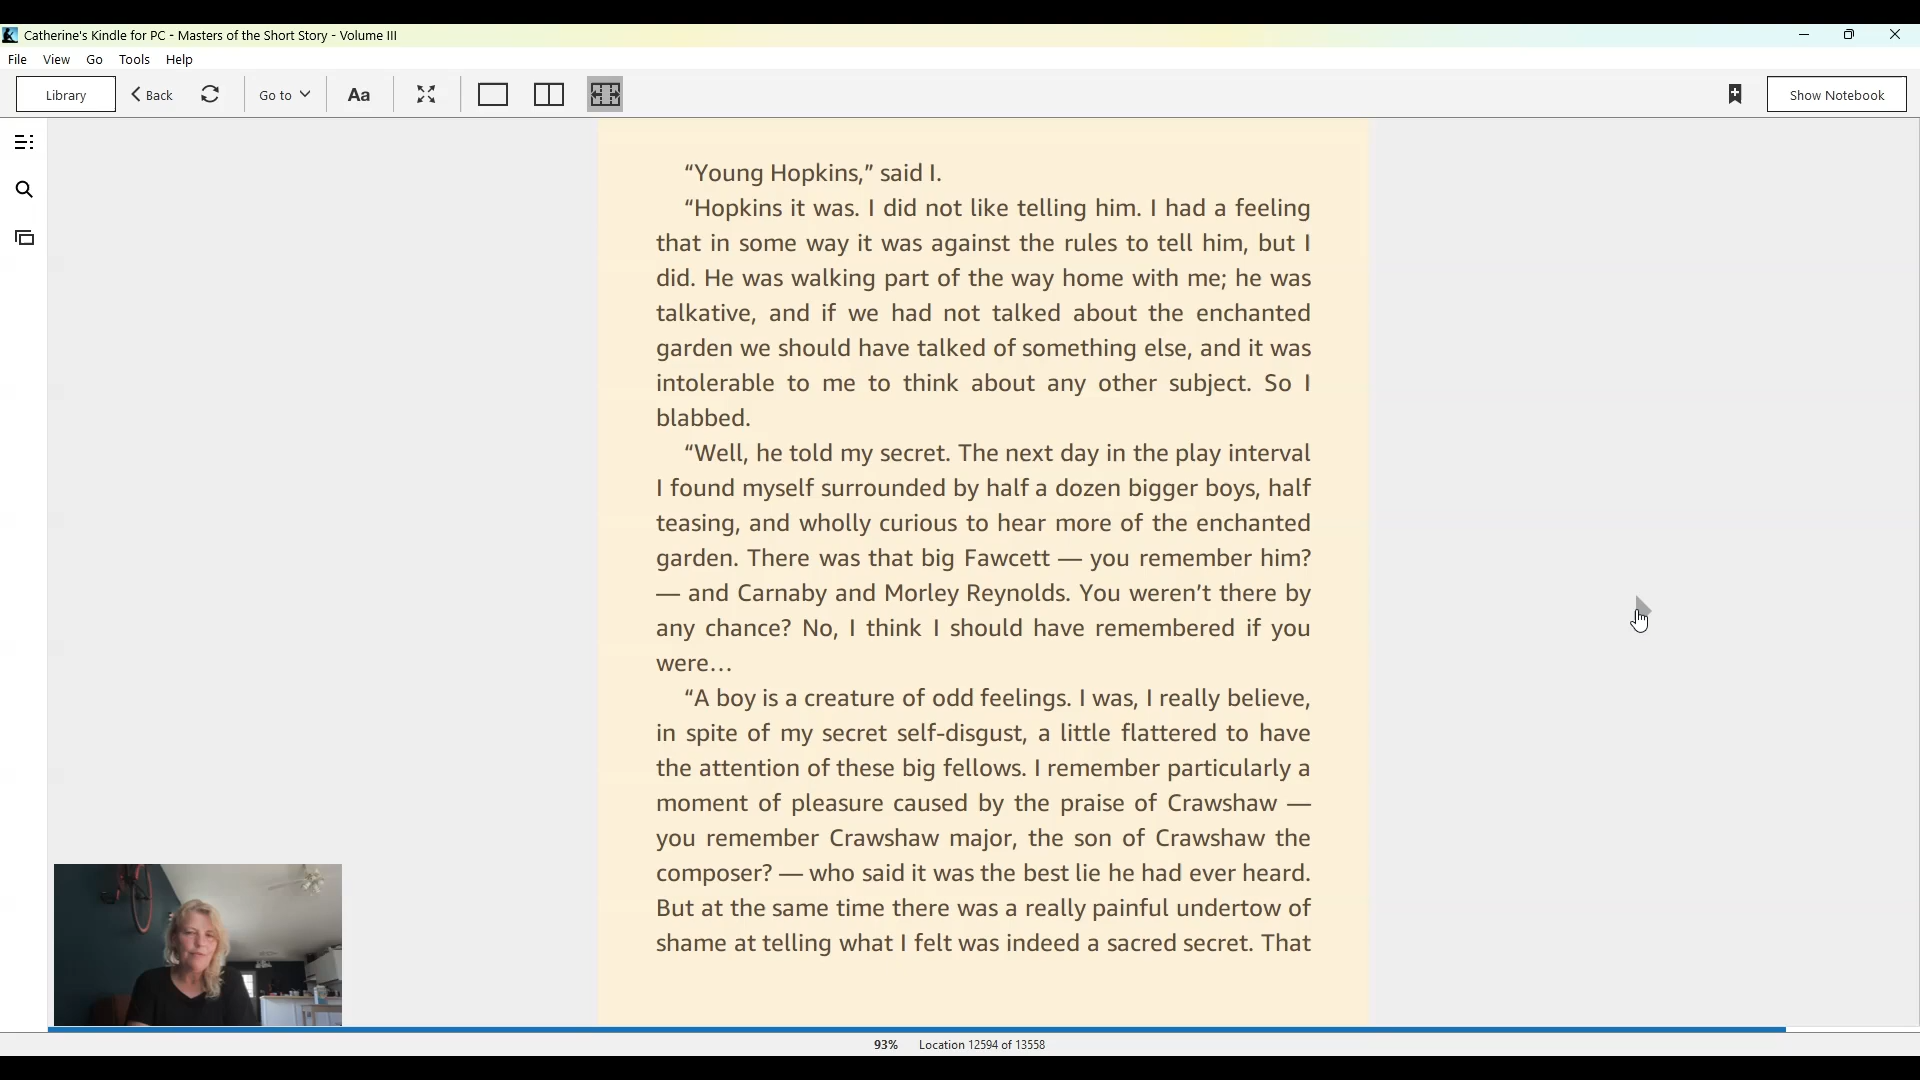 Catherine's Kindle for PC - Masters of the Short Story - Volume III
File View Go Tools Help
Library Back Go to Aa Show Notebook
“Young Hopkins,” said I.
“Hopkins it was. I did not like telling him. I had a feeling
that in some way it was against the rules to tell him, but I
did. He was walking part of the way home with me; he was
talkative, and if we had not talked about the enchanted
garden we should have talked of something else, and it was
intolerable to me to think about any other subject. So I
blabbed.
“Well, he told my secret. The next day in the play interval
I found myself surrounded by half a dozen bigger boys, half
teasing, and wholly curious to hear more of the enchanted
garden. There was that big Fawcett — you remember him?
— and Carnaby and Morley Reynolds. You weren’t there by
any chance? No, I think I should have remembered if you
were…
“A boy is a creature of odd feelings. I was, I really believe,
in spite of my secret self-disgust, a little flattered to have
the attention of these big fellows. I remember particularly a
moment of pleasure caused by the praise of Crawshaw —
you remember Crawshaw major, the son of Crawshaw the
composer? — who said it was the best lie he had ever heard.
But at the same time there was a really painful undertow of
shame at telling what I felt was indeed a sacred secret. That
93% Location 12594 of 13558